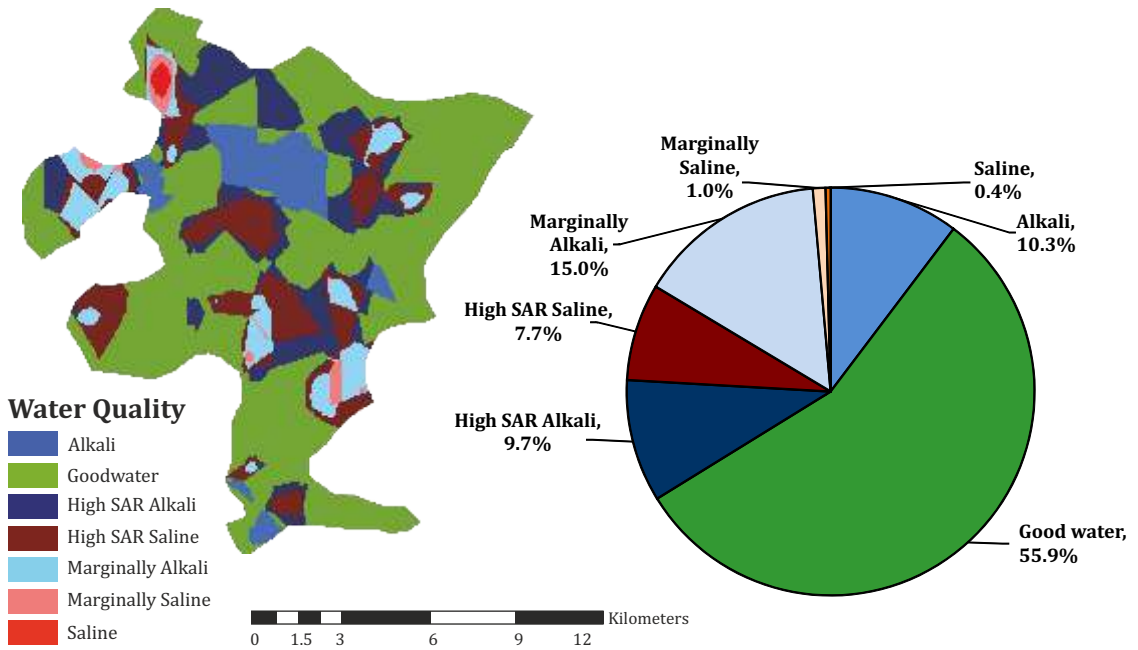 Marginally
Saline,
1.0%
Saline,
0.4%
Alkali,
10.3%
Marginally
Alkali,
15.0%
High SAR Saline,
7.7%
High SAR Alkali,
9.7%
Good water,
55.9%
Water Quality
Alkali
Goodwater
High SAR Alkali
High SAR Saline
Marginally Alkali
Marginally Saline
Saline
Kilometers
0 1.5 3 6 9 12